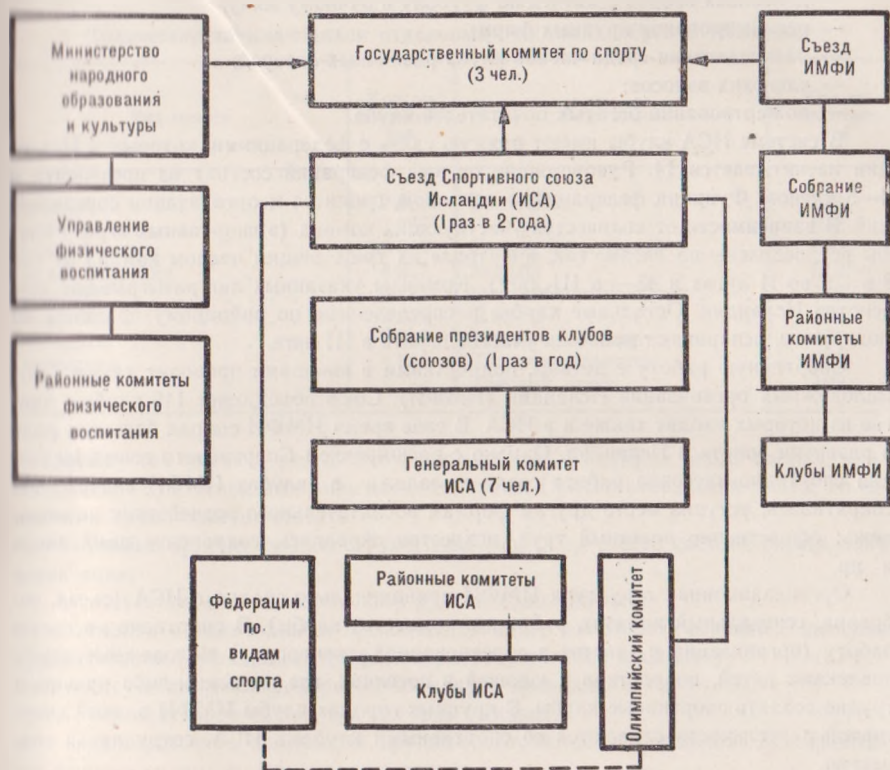 Министерство
народного
образования
и культуры
Государственный комитет по спорту
(3 чел.)
Съезд
ИМФИ
Управление
физического
воспитания
Съезд Спортивного союза
Исландии (ИСА)
(I раз в 2 года)
Собрание
ИМФИ
Районные комитеты
физического
воспитания
Собрание президентов клубов
(союзов) (I раз в год)
Районные
комитеты
ИМФИ
Генеральный комитет
ИСА (7 чел.)
Клубы ИМФИ
Федерации
по
видам
спорта
Районные комитеты
ИСА
Клубы ИСА
Олимпийский комитет